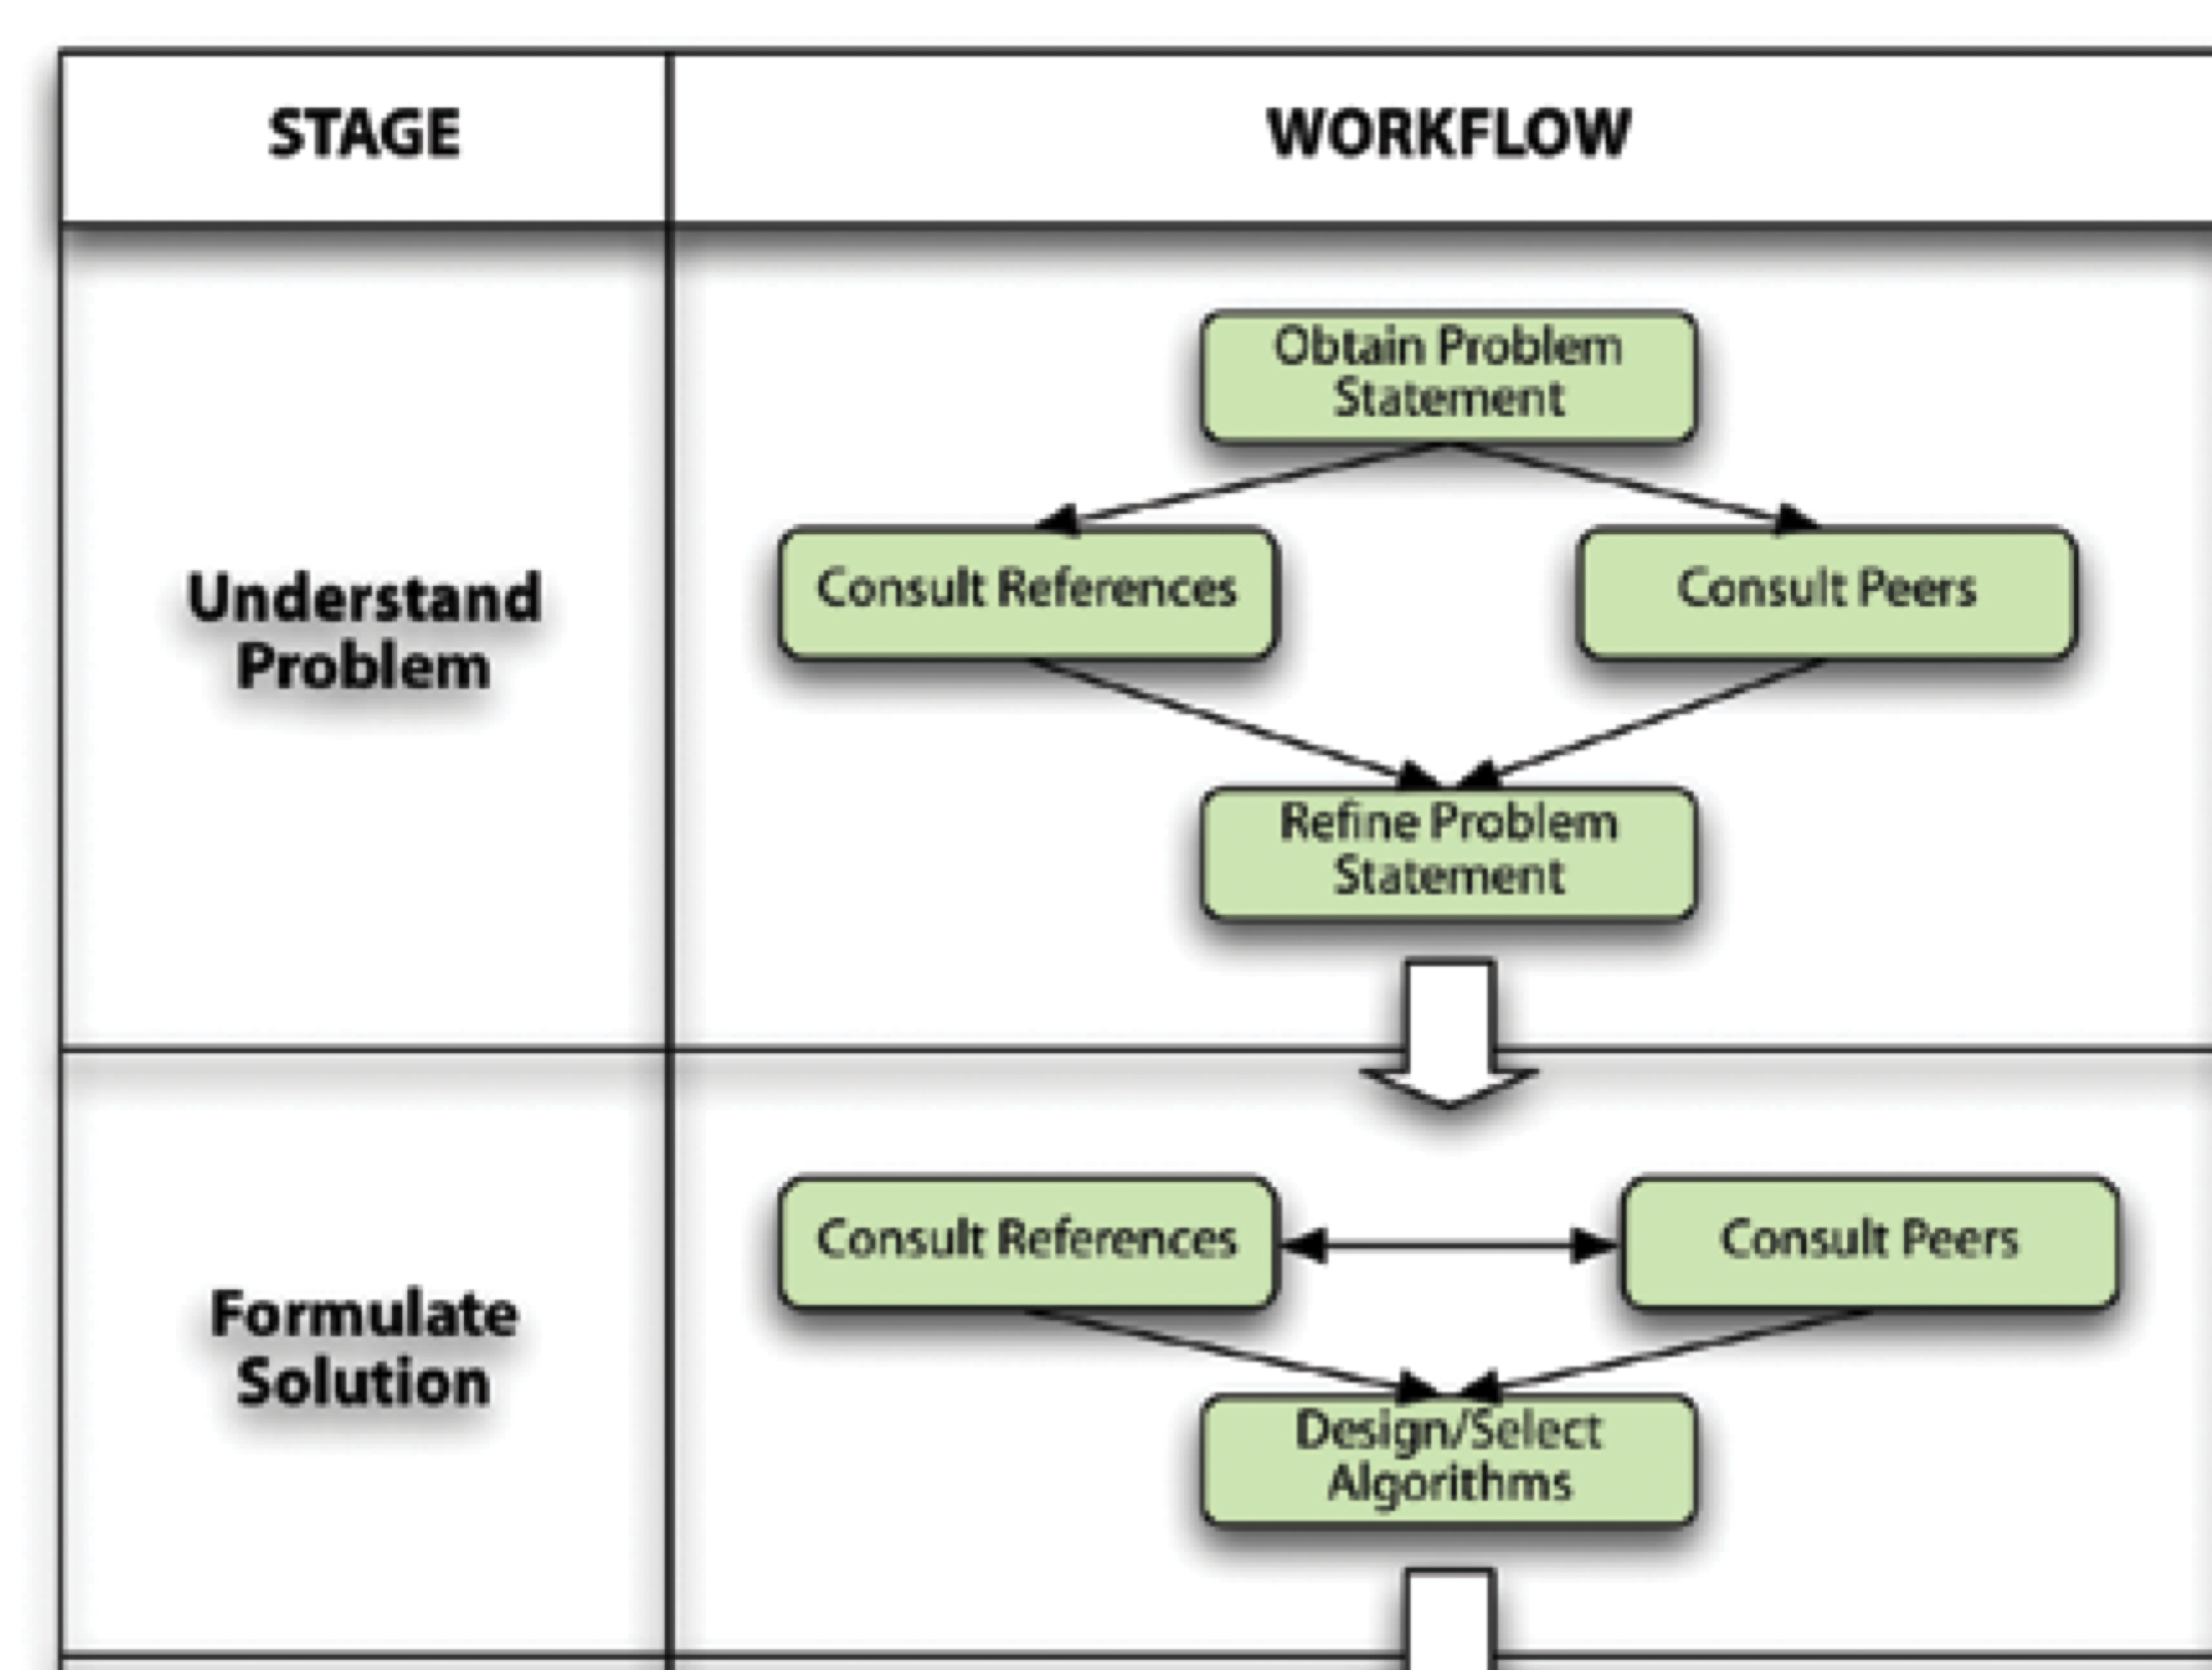 STAGE
WORKFLOW
Understand
Problem
Obtain Problem
Statement
Consult References
Consult Peers
Refine Problem
Statement
Formulate
Solution
Consult References
Consult Peers
Design/Select
Algorithms